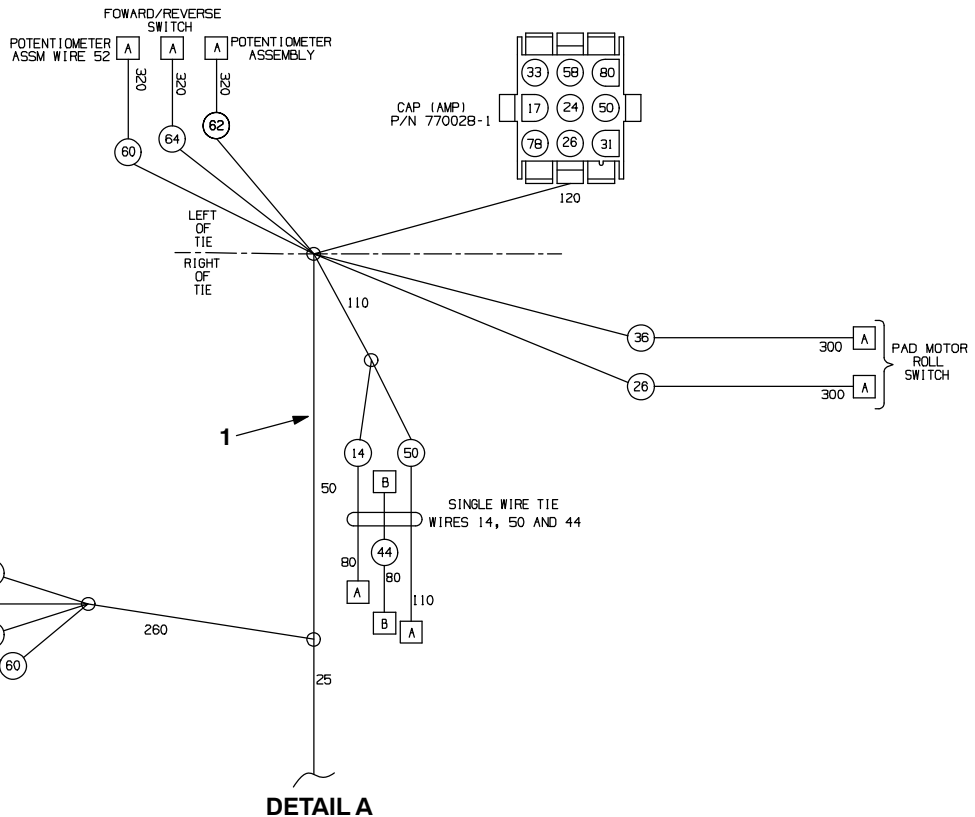 FOWARD/REVERSE
SWITCH
POTENTIOMETER
ASSM WIRE 52
A
A
A
POTENTIOMETER
ASSEMBLY
320
320
320
60
64
62
CAP (AMP)
P/N 770028-1
33
58
80
17
24
50
78
26
31
120
LEFT
OF
TIE
RIGHT
OF
TIE
110
36
300
A
26
300
A
PAD MOTOR
ROLL
SWITCH
1
14
50
50
B
SINGLE WIRE TIE
WIRES 14, 50 AND 44
44
80
80
A
110
B
A
260
60
25
DETAIL A